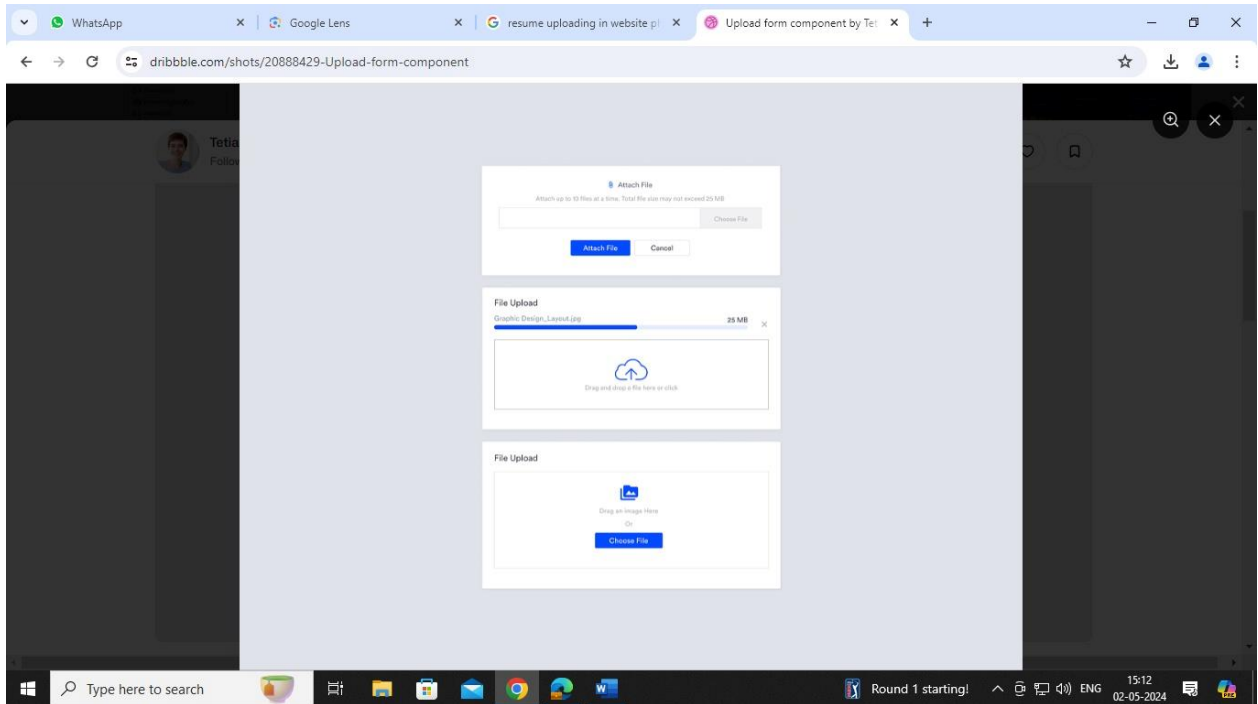 WhatsApp
Google Lens
resume uploading in website pl
Upload form component by Tet
dribbble.com/shots/20888429-Upload-form-component
Tetia
Follow
Attach File
Attach up to 10 files at a time. Total file size may not exceed 25 MB
Choose File
Attach File Cancel
File Upload
Graphic Design_Layout.jpg 25 MB
Drag and drop a file here or click
File Upload
Drag an image Here
Or
Choose File
Type here to search
Round 1 starting!
ENG
15:12
02-05-2024